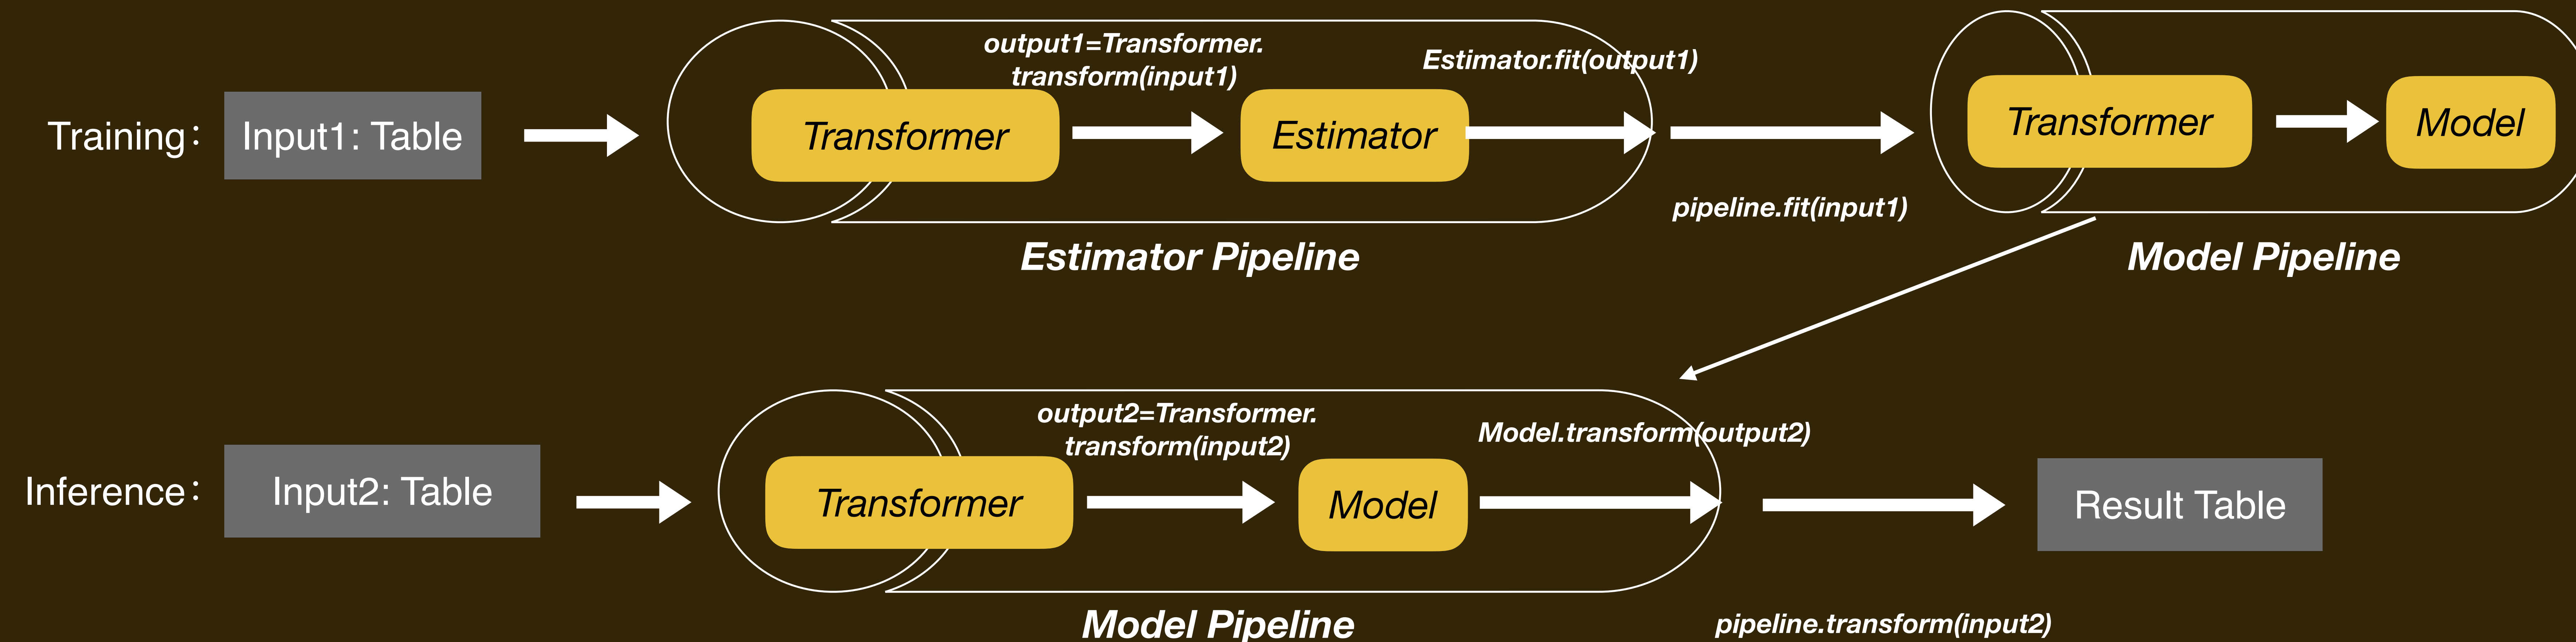 output1=Transformer.
transform(input1)
Estimator.fit(output1)
Training:
Input1: Table
Transformer
Estimator
Transformer
Model
pipeline.fit(input1)
Estimator Pipeline
Model Pipeline
output2=Transformer.
transform(input2)
Model.transform(output2)
Inference:
Input2: Table
Transformer
Model
Result Table
Model Pipeline
pipeline.transform(input2)